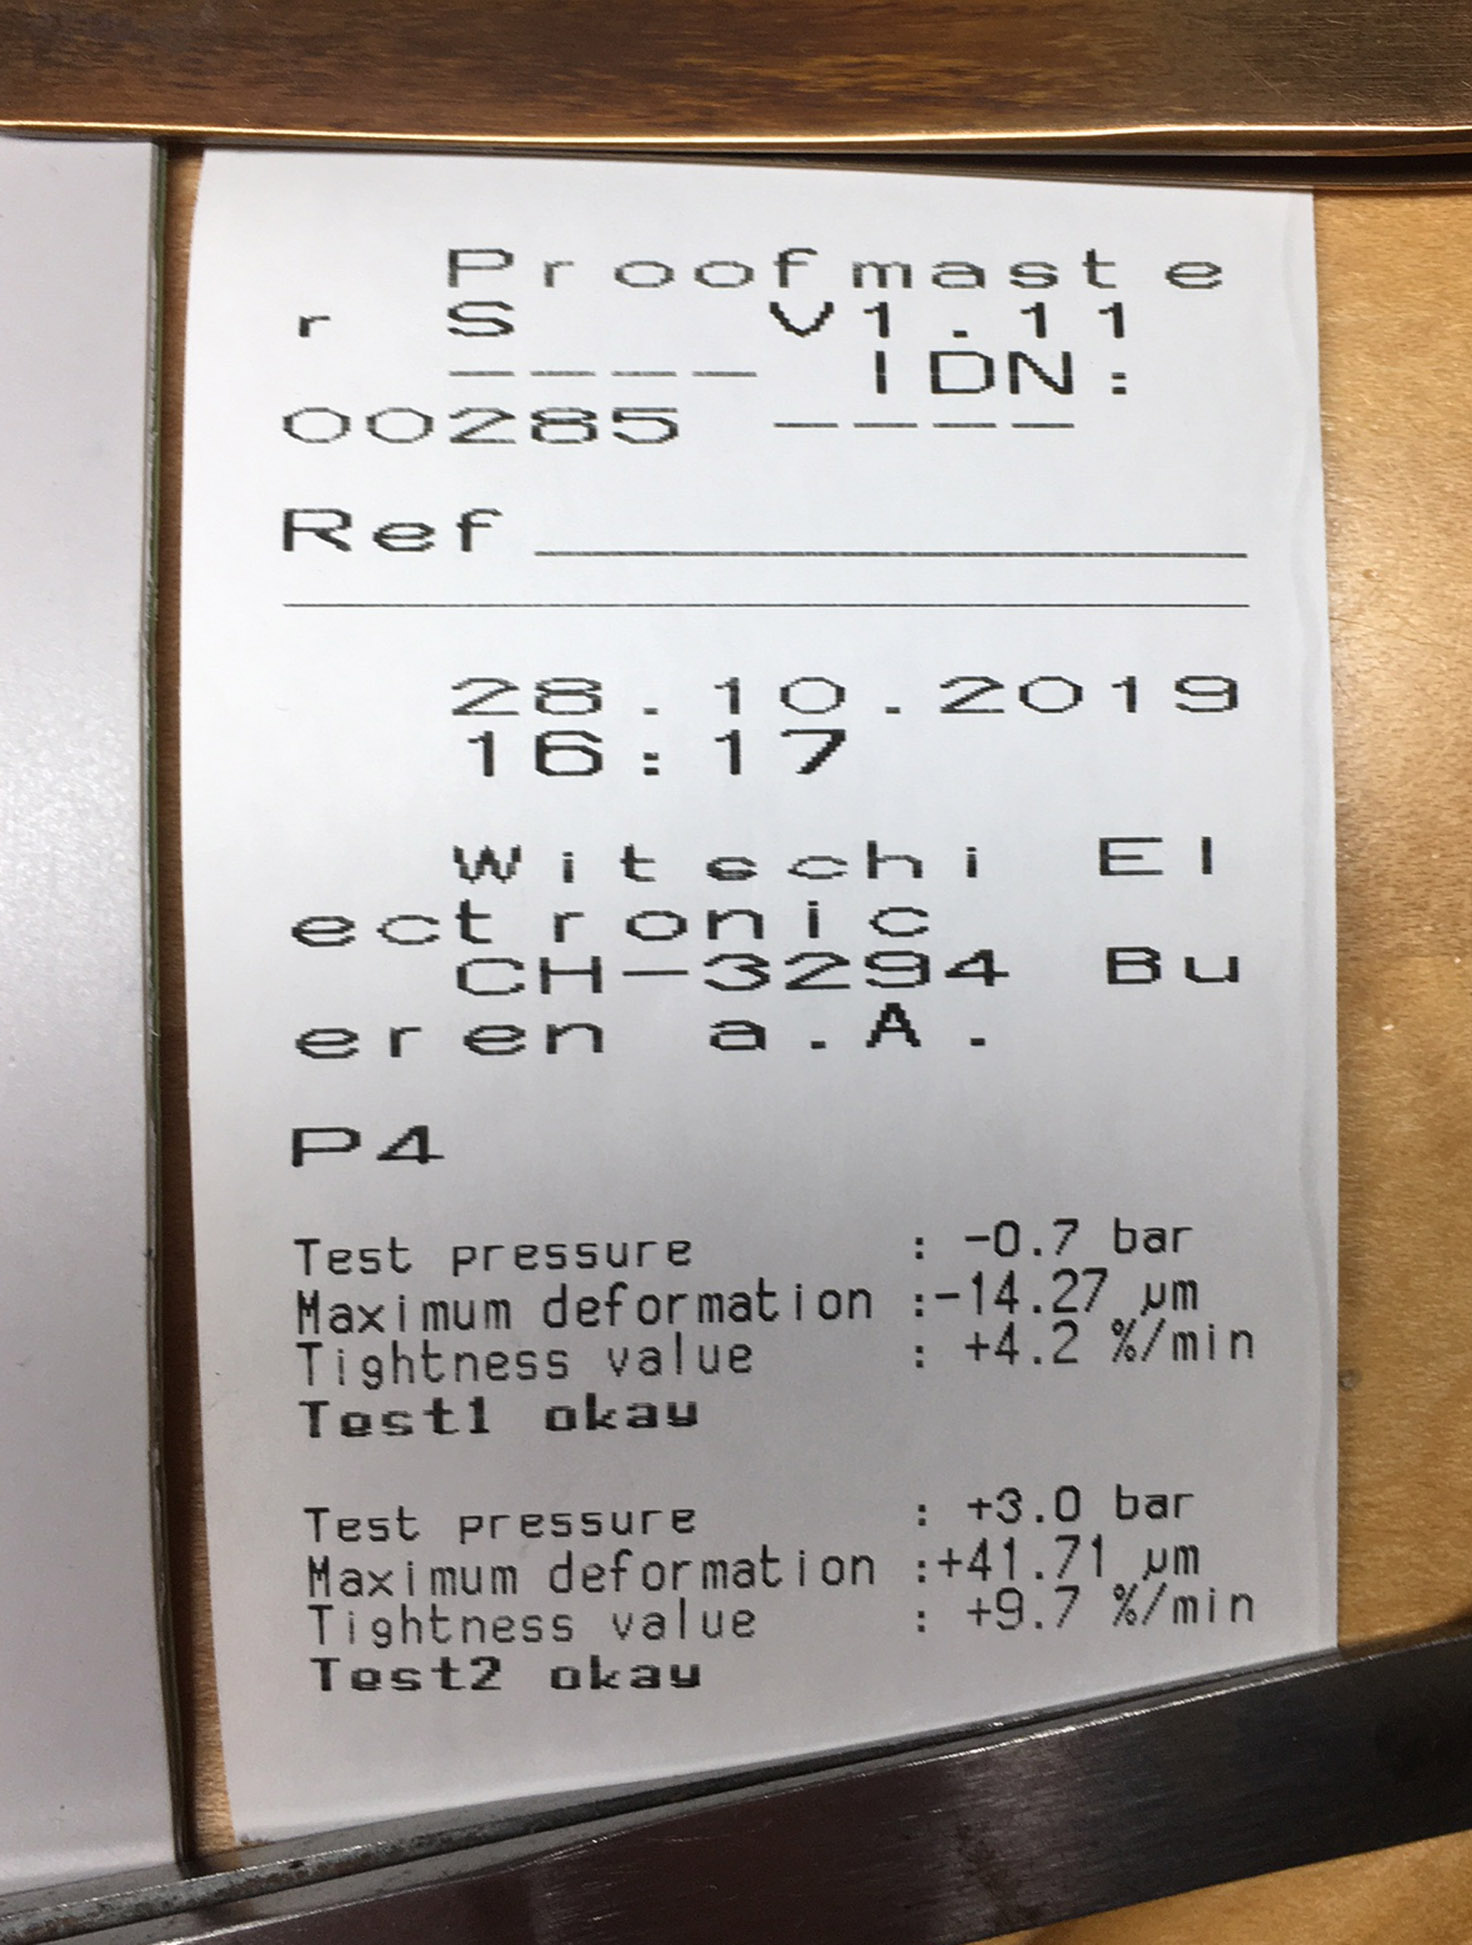 Proofmaste
r S V1.11
---- IDN:
00285 ----
Ref
28.10.2019
16:17
Witschi El
ectronic
CH-3294 Bu
eren a.A.
P4
Test pressure : -0.7 bar
Maximum deformation :-14.27 µm
Tightness value : +4.2 %/min
Test1 okay
Test pressure : +3.0 bar
Maximum deformation :+41.71 µm
Tightness value : +9.7 %/min
Test2 okay